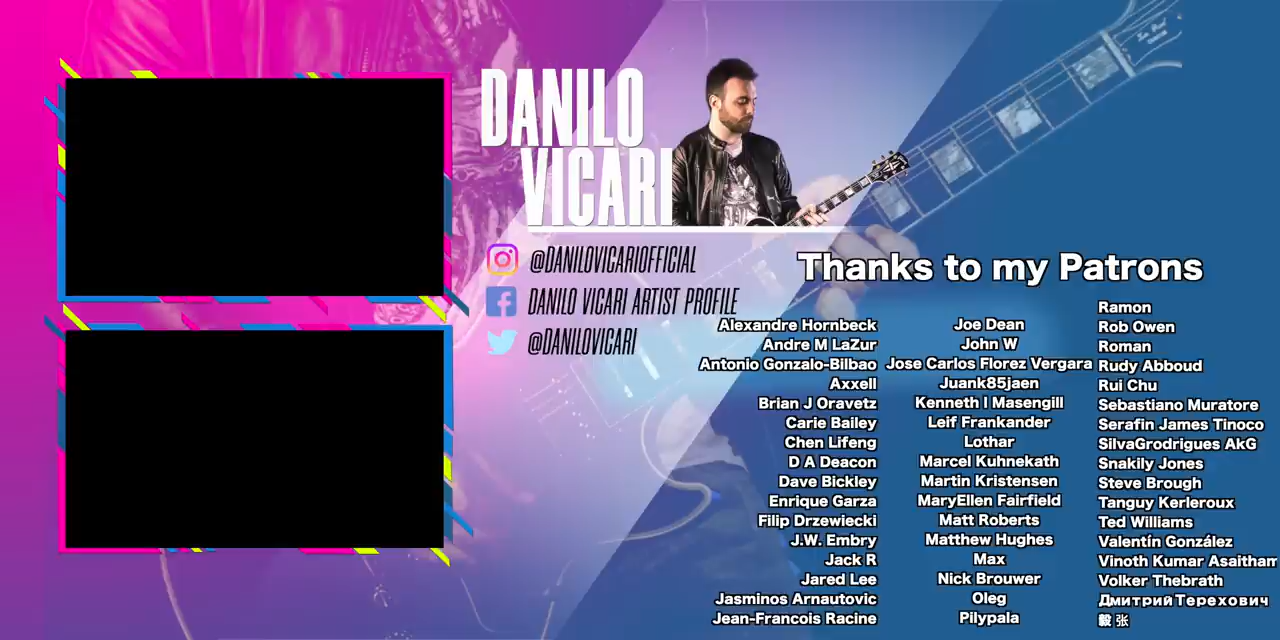 DANILO
VICARI
@DANILOVICARIOFFICIAL
DANILO VICARI ARTIST PROFILE
@DANILOVICARI
Thanks to my Patrons
Alexandre Hornbeck
Andre M LaZur
Antonio Gonzalo-Bilbao
Axxell
Brian J Oravetz
Carie Bailey
Chen Lifeng
D A Deacon
Dave Bickley
Enrique Garza
Filip Drzewiecki
J.W. Embry
Jack R
Jared Lee
Jasminos Arnautovic
Jean-Francois Racine
Joe Dean
John W
Jose Carlos Florez Vergara
Juank85jaen
Kenneth I Masengill
Leif Frankander
Lothar
Marcel Kuhnekath
Martin Kristensen
MaryEllen Fairfield
Matt Roberts
Matthew Hughes
Max
Nick Brouwer
Oleg
Pilypala
Ramon
Rob Owen
Roman
Rudy Abboud
Rui Chu
Sebastiano Muratore
Serafin James Tinoco
SilvaGrodrigues AkG
Snakily Jones
Steve Brough
Tanguy Kerleroux
Ted Williams
Valentín González
Vinoth Kumar Asaitham
Volker Thebrath
Дмитрий Терехович
毅 张